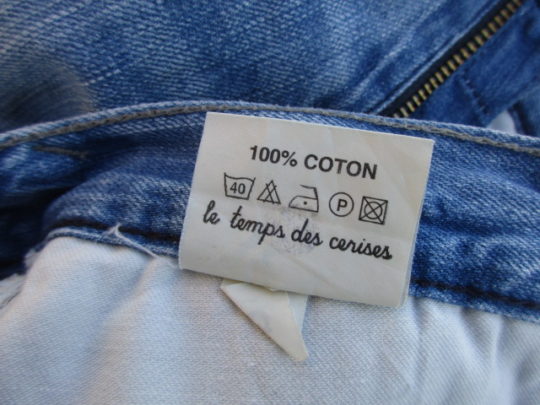 100% COTON
40 P
le temps des cerises